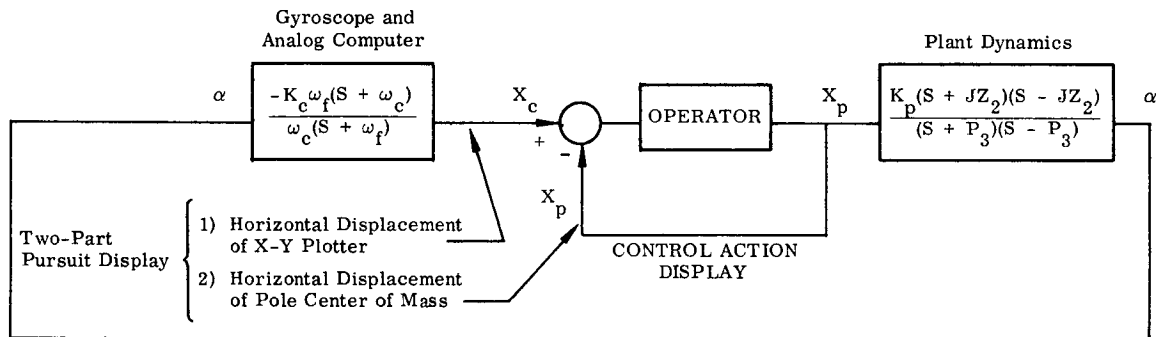 Gyroscope and
Analog Computer
α
-K_c ω_f (S + ω_c)
ω_c (S + ω_f)
X_c
+
-
OPERATOR
X_p
Plant Dynamics
K_p (S + JZ_2)(S - JZ_2)
(S + P_3)(S - P_3)
α
X_p
CONTROL ACTION
DISPLAY
Two-Part
Pursuit Display
1) Horizontal Displacement
of X-Y Plotter
2) Horizontal Displacement
of Pole Center of Mass